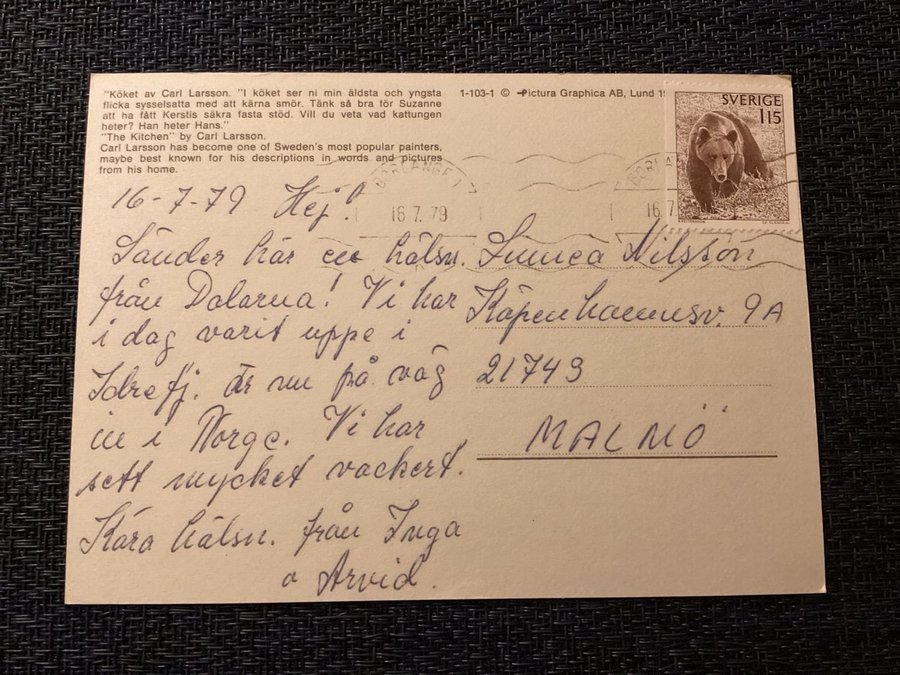 "Köket av Carl Larsson. "I köket ser ni min äldsta och yngsta
flicka sysselsatta med att kärna smör. Tänk så bra för Suzanne
att ha fått Kerstis säkra fasta stöd. Vill du veta vad kattungen
heter? Han heter Hans."
"The Kitchen" by Carl Larsson.
Carl Larsson has become one of Sweden's most popular painters,
maybe best known for his descriptions in words and pictures
from his home.
1-103-1 © Pictura Graphica AB, Lund
SVERIGE
115
BORLÄNGE 1
16 7. 79
16 7
16-7-79 Hej!
Sänder här en hälsn.
från Dalarna! Vi har
i dag varit uppe i
Idrefj. är nu på väg
in i Norge. Vi har
sett mycket vackert.
Kära hälsn. från Inga
o Arvid.
Linnea Nilsson
Köpenhamnsv. 9A
21743
MALMÖ